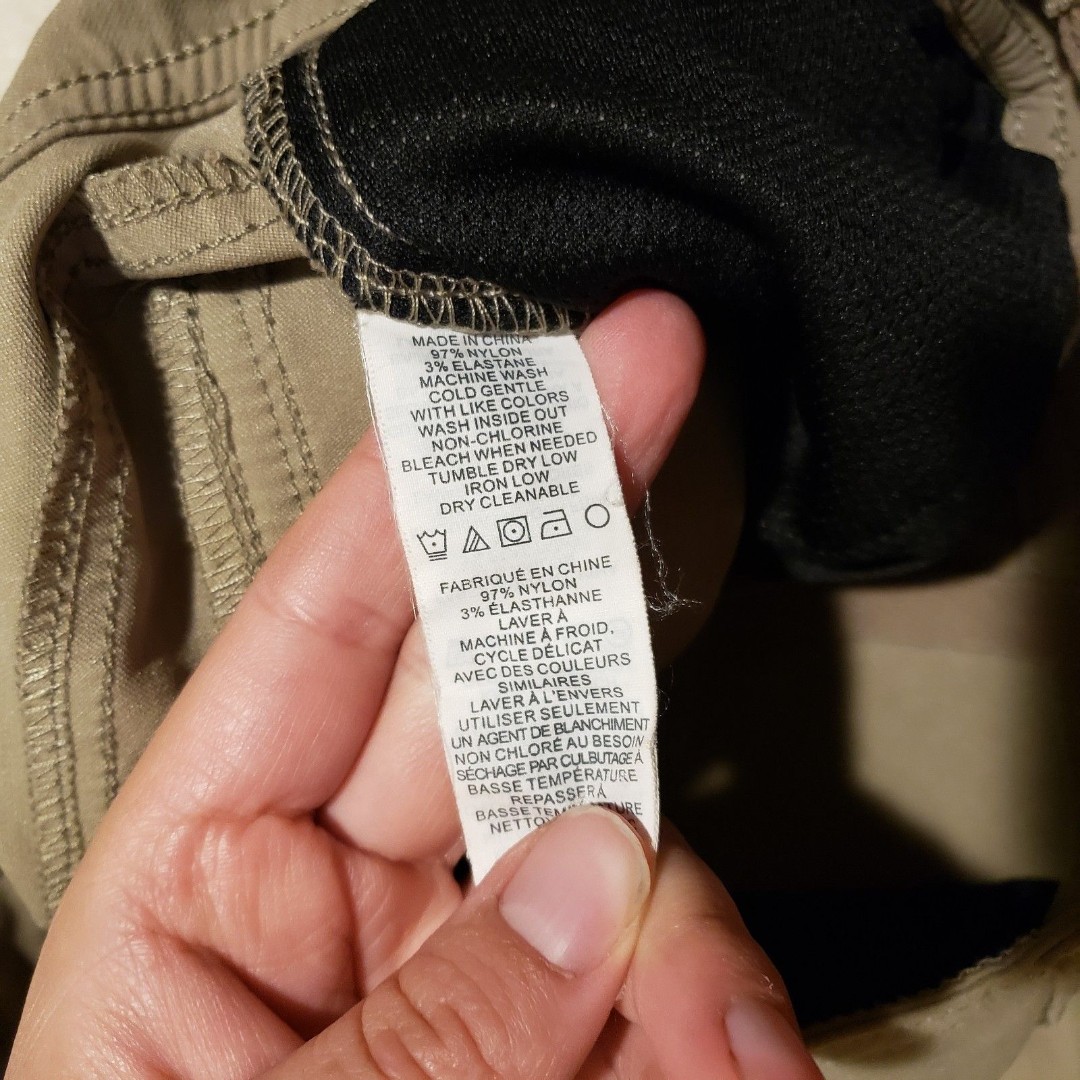 MADE IN CHINA
97% NYLON
3% ELASTANE
MACHINE WASH
COLD GENTLE
WITH LIKE COLORS
WASH INSIDE OUT
NON-CHLORINE
BLEACH WHEN NEEDED
TUMBLE DRY LOW
IRON LOW
DRY CLEANABLE
FABRIQUÉ EN CHINE
97% NYLON
3% ÉLASTHANNE
LAVER À
MACHINE À FROID,
CYCLE DÉLICAT
AVEC DES COULEURS
SIMILAIRES
LAVER À L'ENVERS
UTILISER SEULEMENT
UN AGENT DE BLANCHIMENT
NON CHLORÉ AU BESOIN
SÉCHAGE PAR CULBUTAGE À
BASSE TEMPÉRATURE
REPASSER À
BASSE